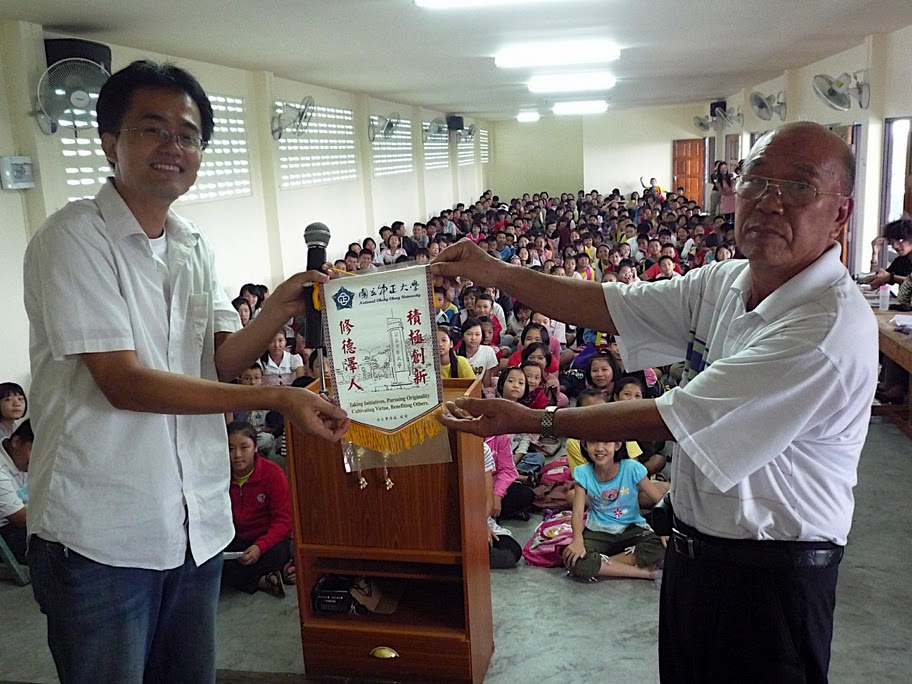 國立中正大學
National Chung Cheng University
積極創新
修德澤人
Taking Initiatives, Pursuing Originality
Cultivating Virtue, Benefiting Others.